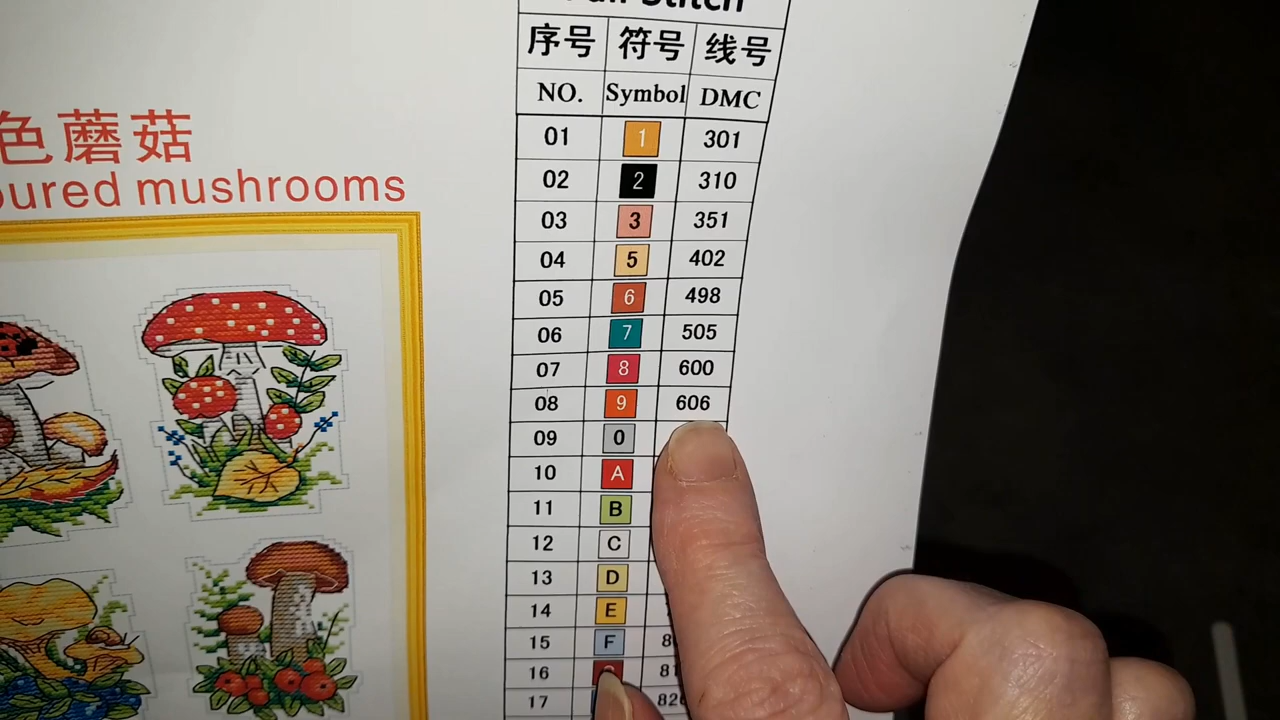 Stitch
序号 符号 线号
NO. Symbol DMC
01 1 301
02 2 310
03 3 351
04 5 402
05 6 498
06 7 505
07 8 600
08 9 606
09 0
10 A
11 B
12 C
13 D
14 E
15 F
16
17
色蘑菇
oured mushrooms